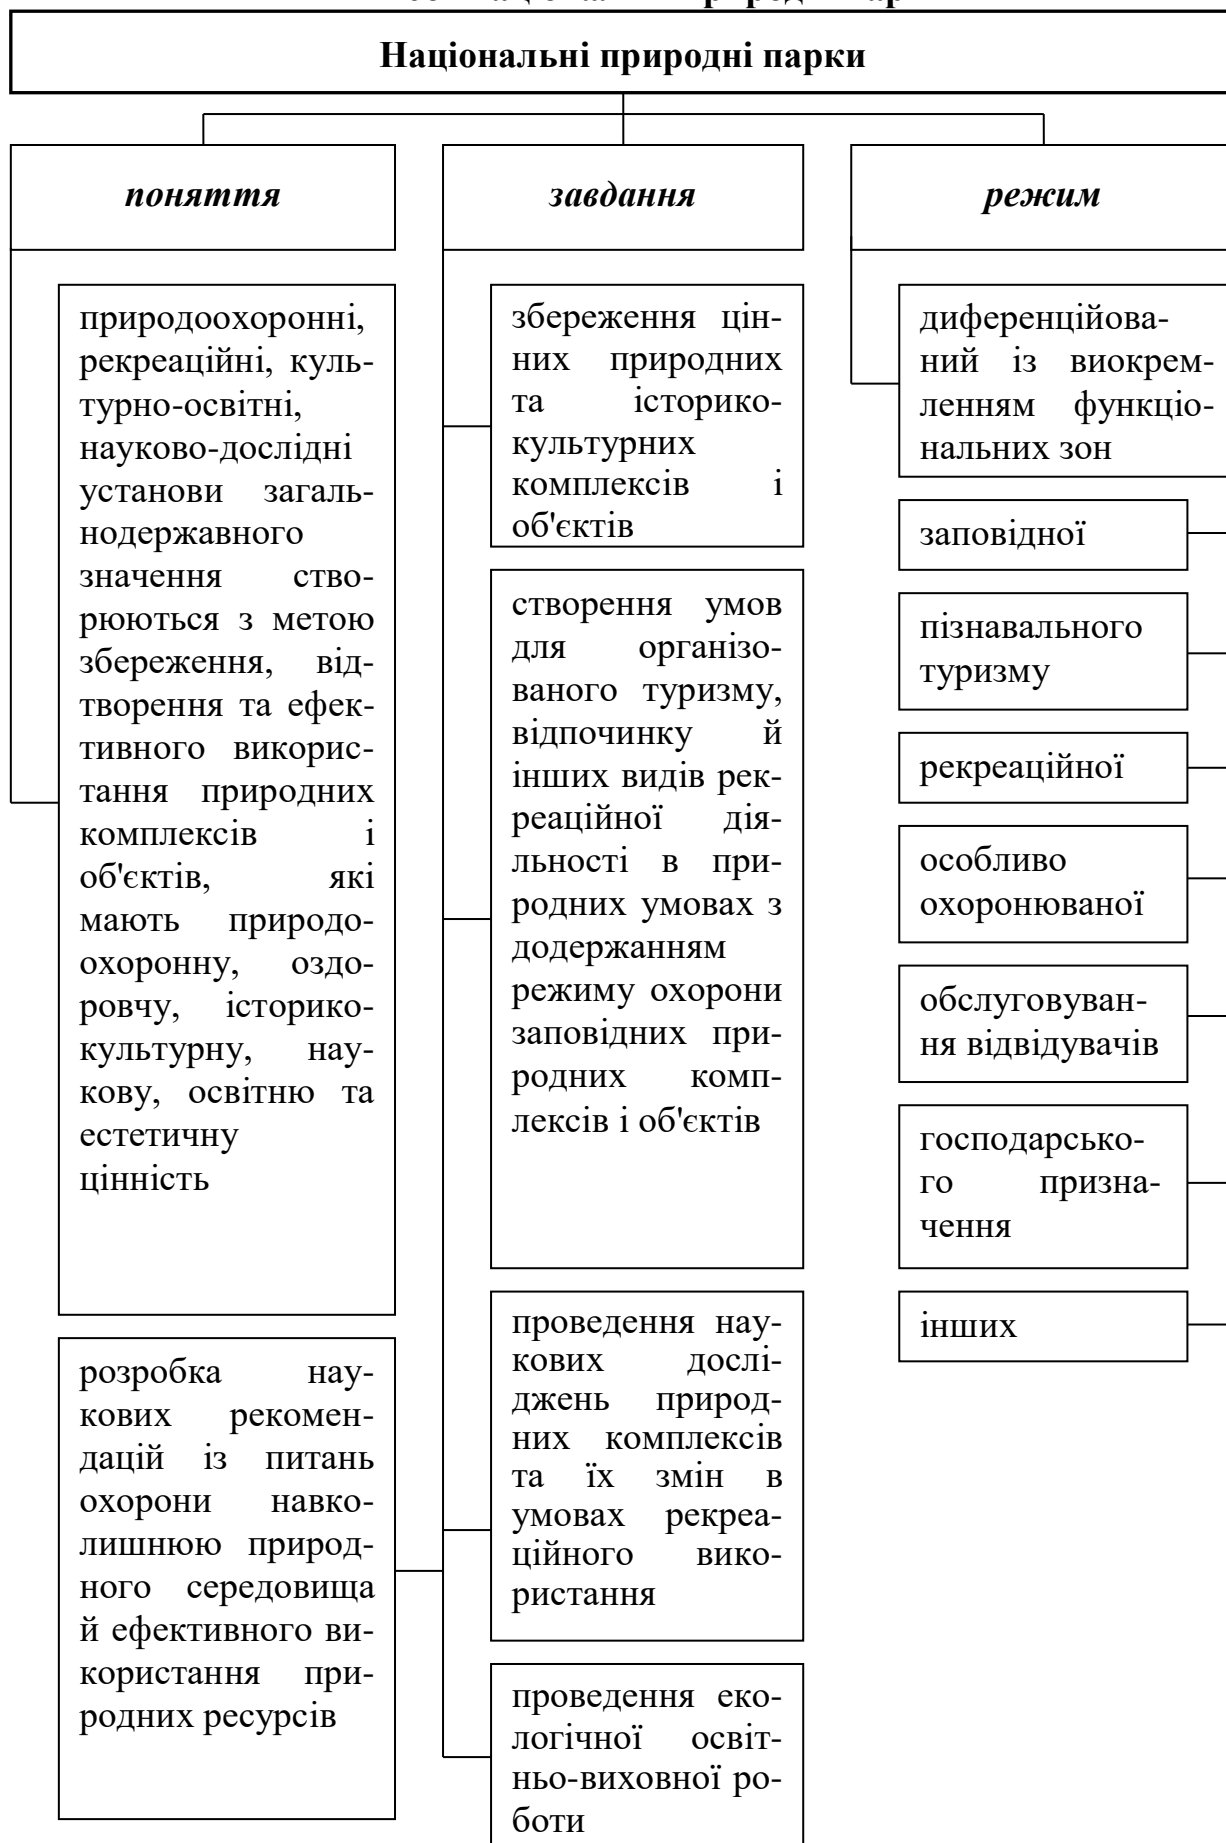 Національні природні парки
поняття
завдання
режим
природоохоронні,
рекреаційні, куль-
турно-освітні,
науково-дослідні
установи загаль-
нодержавного
значення ство-
рюються з метою
збереження, від-
творення та ефек-
тивного викорис-
тання природних
комплексів і
об'єктів, які
мають природо-
охоронну, оздо-
ровчу, історико-
культурну, нау-
кову, освітню та
естетичну
цінність
розробка нау-
кових рекомен-
дацій із питань
охорони навко-
лишнюю природ-
ного середовища
й ефективного ви-
користання при-
родних ресурсів
збереження цін-
них природних
та історико-
культурних
комплексів і
об'єктів
створення умов
для організо-
ваного туризму,
відпочинку й
інших видів рек-
реаційної дія-
льності в при-
родних умовах з
додержанням
режиму охорони
заповідних при-
родних комп-
лексів і об'єктів
проведення нау-
кових дослі-
джень природ-
них комплексів
та їх змін в
умовах рекреа-
ційного вико-
ристання
проведення еко-
логічної освіт-
ньо-виховної ро-
боти
диференційова-
ний із виокрем-
ленням функціо-
нальних зон
заповідної
пізнавального
туризму
рекреаційної
особливо
охоронюваної
обслуговуван-
ня відвідувачів
господарсько-
го призна-
чення
інших